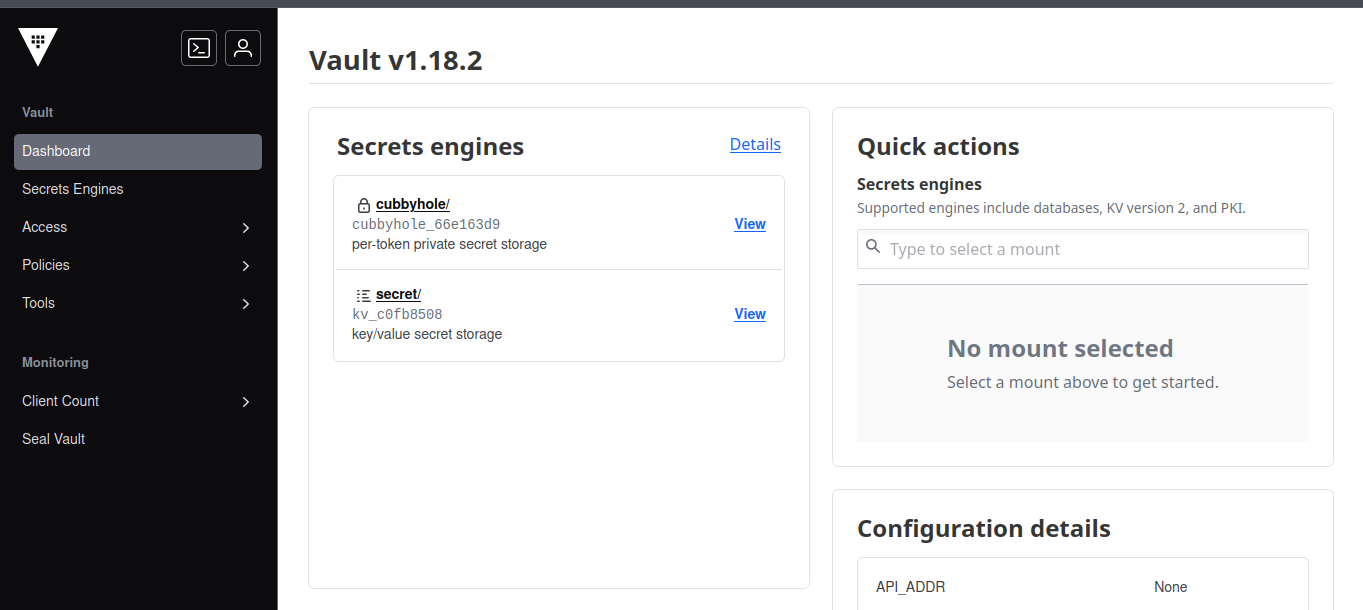 Vault
Dashboard
Secrets Engines
Access
Policies
Tools
Monitoring
Client Count
Seal Vault
Vault v1.18.2
Secrets engines
Details
cubbyhole/
cubbyhole_66e163d9
per-token private secret storage
View
secret/
kv_c0fb8508
key/value secret storage
View
Quick actions
Secrets engines
Supported engines include databases, KV version 2, and PKI.
Type to select a mount
No mount selected
Select a mount above to get started.
Configuration details
API_ADDR
None